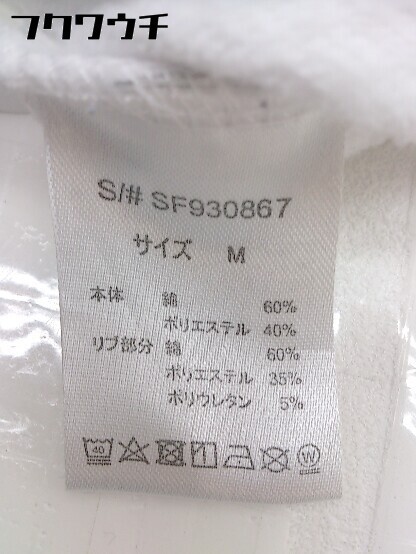 フクワウチ
S/# SF930867
サイズ M
本体 綿 60%
ポリエステル 40%
リブ部分 綿 60%
ポリエステル 35%
ポリウレタン 5%
40 W